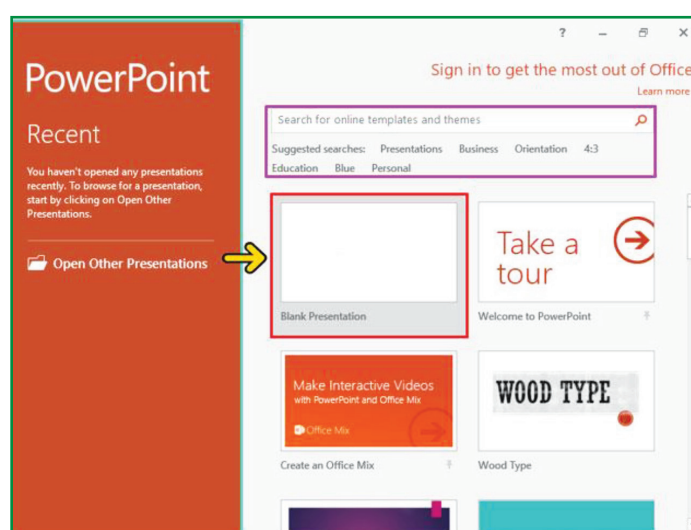 ?
Sign in to get the most out of Office
Learn more
PowerPoint
Recent
You haven't opened any presentations
recently. To browse for a presentation,
start by clicking on Open Other
Presentations.
Open Other Presentations
Search for online templates and themes
Suggested searches: Presentations Business Orientation 4:3
Education Blue Personal
Take a
tour
Blank Presentation
Welcome to PowerPoint
Make Interactive Videos
with PowerPoint and Office Mix
Office Mix
WOOD TYPE
Create an Office Mix
Wood Type